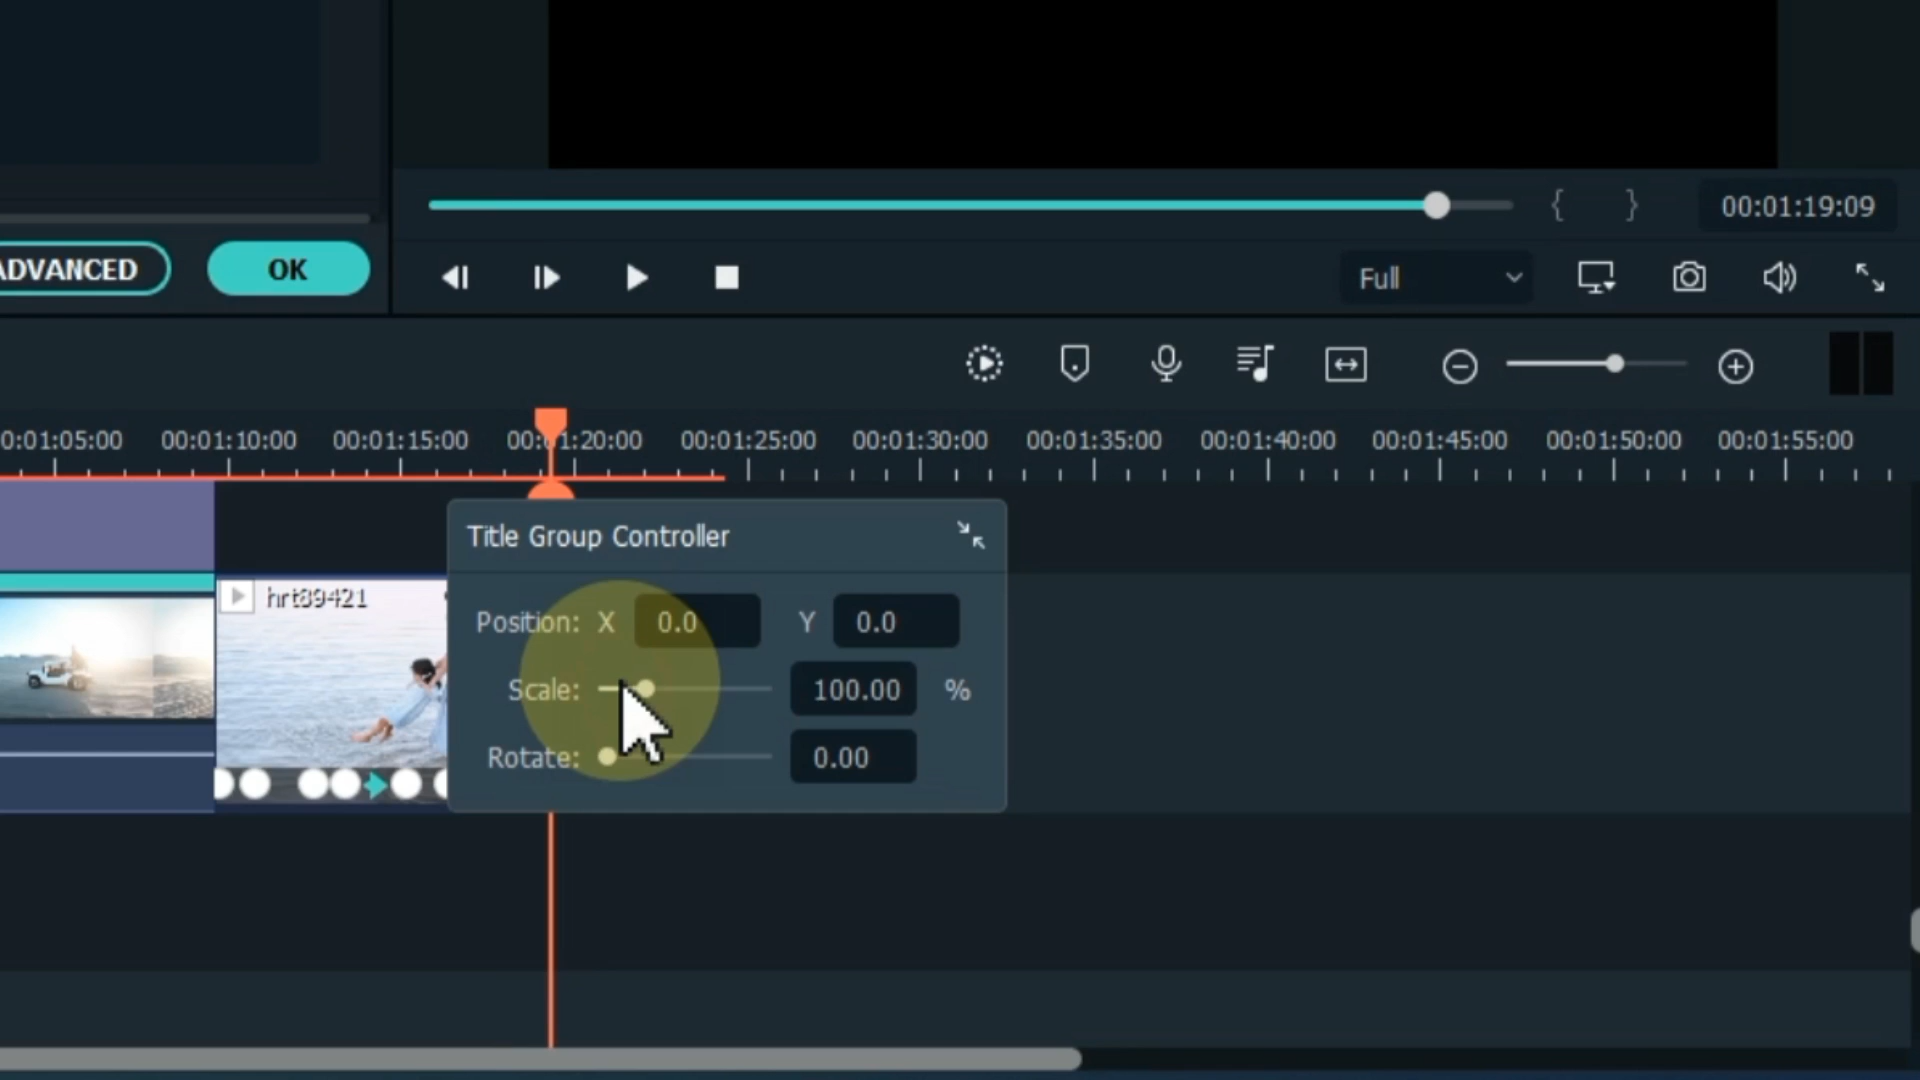 { } 00:01:19:09
ADVANCED OK
Full
0:01:05:00 00:01:10:00 00:01:15:00 00:01:20:00 00:01:25:00 00:01:30:00 00:01:35:00 00:01:40:00 00:01:45:00 00:01:50:00 00:01:55:00
Title Group Controller
hrt89421
Position: X 0.0 Y 0.0
Scale: 100.00 %
Rotate: 0.00